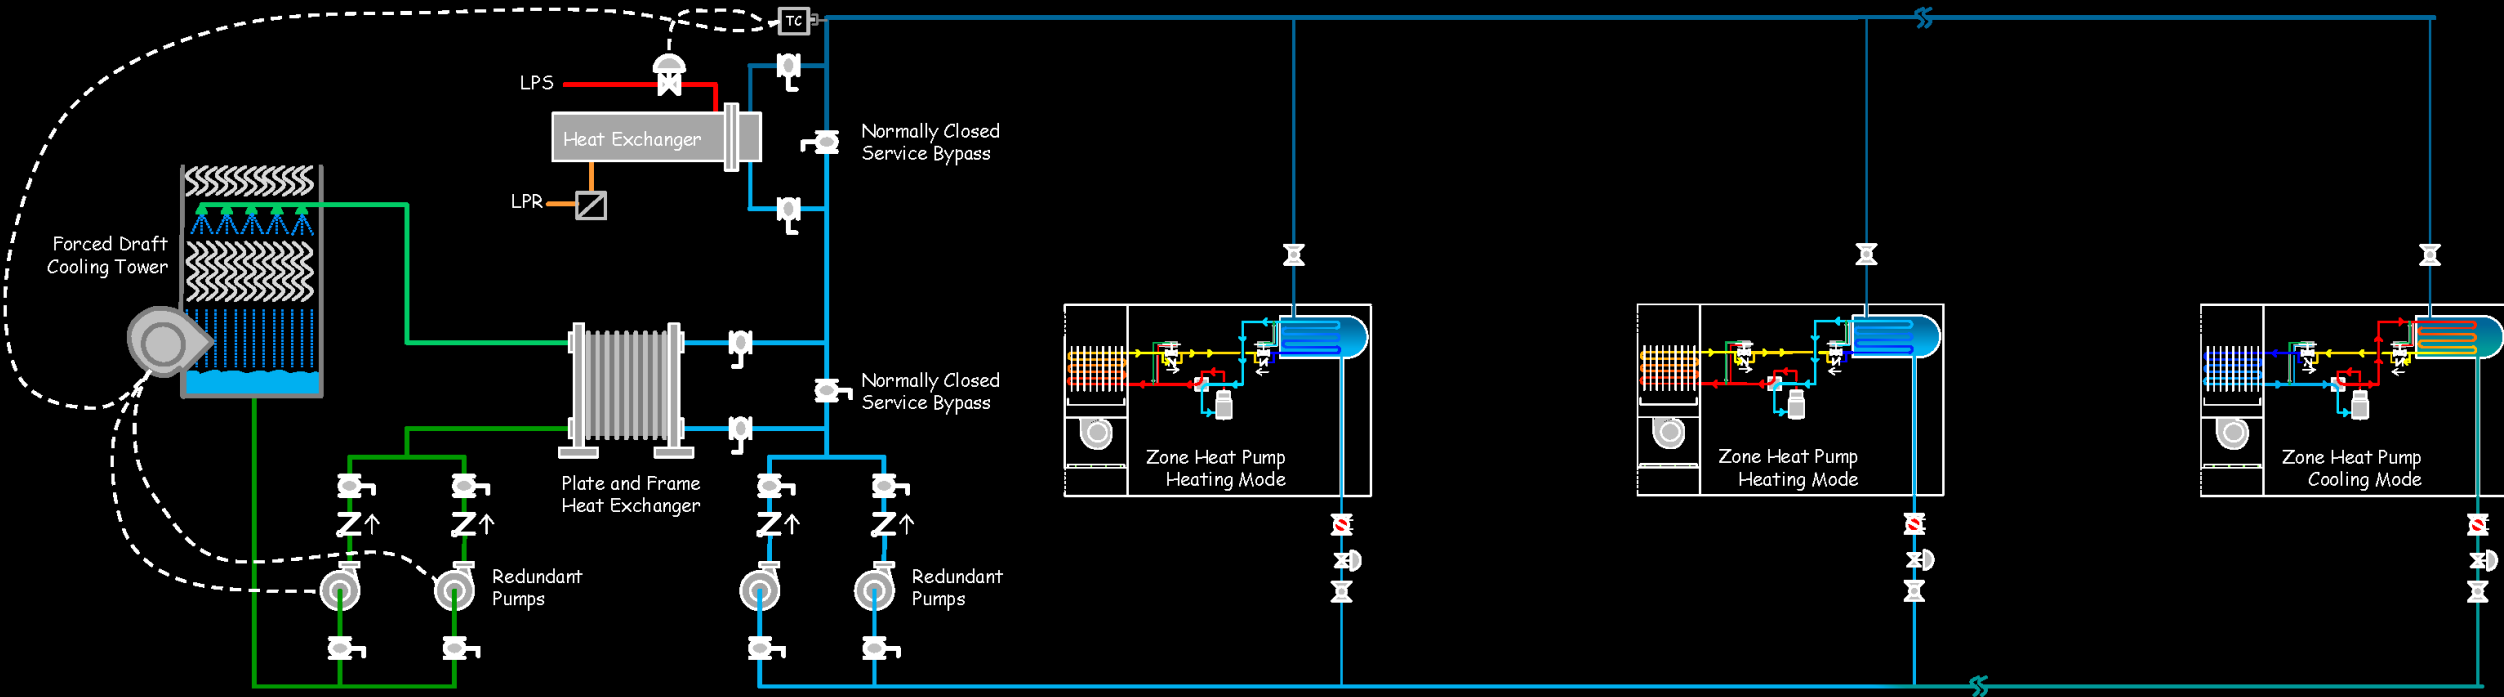 TC
LPS
Heat Exchanger
Normally Closed
Service Bypass
LPR
Forced Draft
Cooling Tower
Normally Closed
Service Bypass
Plate and Frame
Heat Exchanger
Zone Heat Pump
Heating Mode
Zone Heat Pump
Heating Mode
Zone Heat Pump
Cooling Mode
Redundant
Pumps
Redundant
Pumps